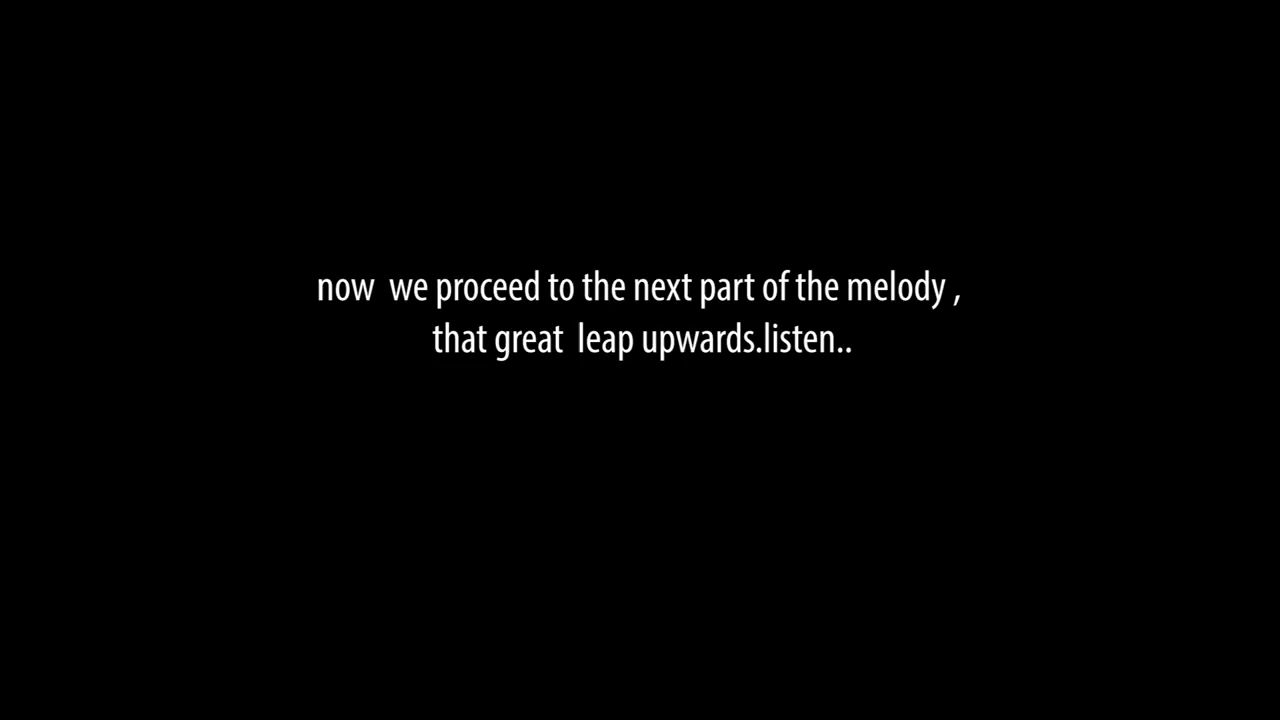 now  we proceed to the next part of the melody ,
that great  leap upwards.listen..